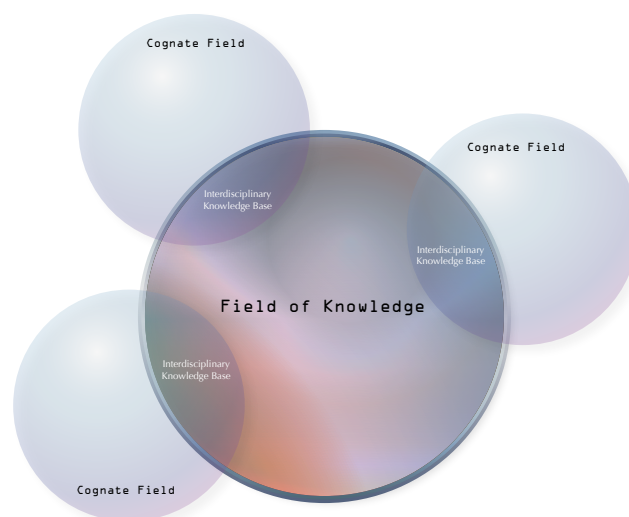 Cognate Field
Cognate Field
Interdisciplinary
Knowledge Base
Interdisciplinary
Knowledge Base
Field of Knowledge
Interdisciplinary
Knowledge Base
Cognate Field